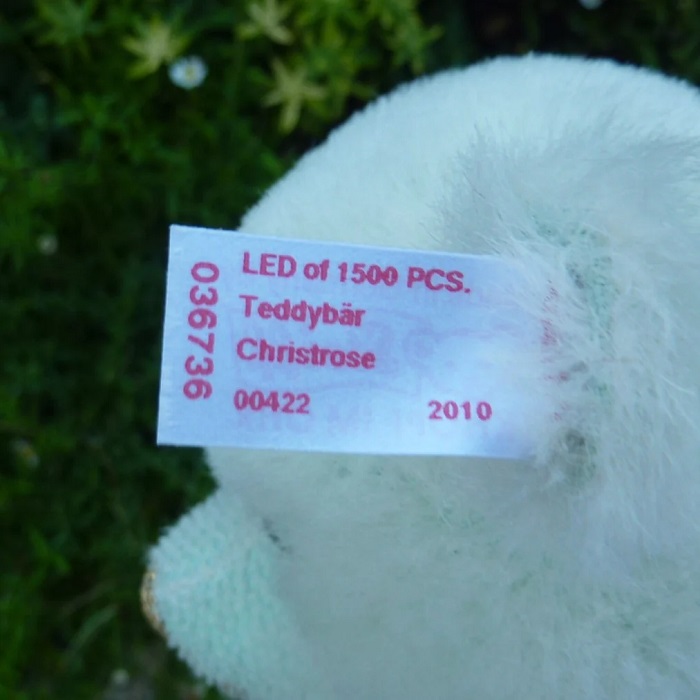 LED of 1500 PCS.
Teddybär
Christrose
00422 2010
036736